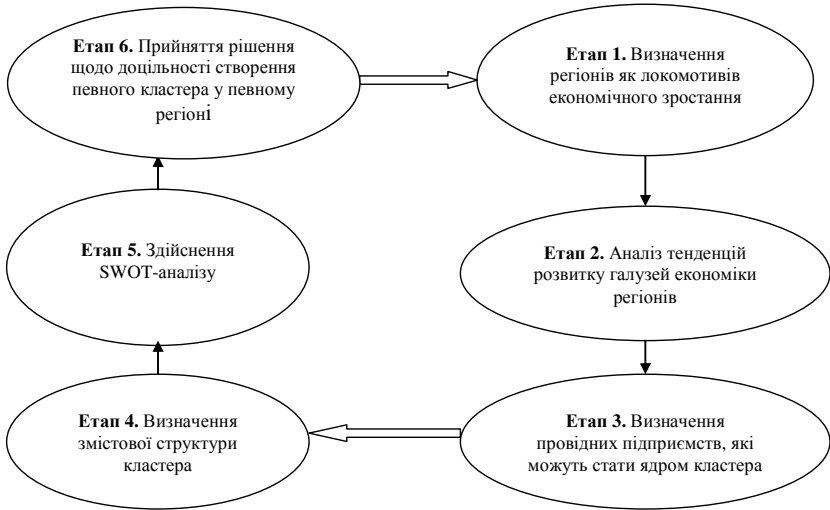 Етап 6. Прийняття рішення
щодо доцільності створення
певного кластера у певному
регіоні
Етап 1. Визначення
регіонів як локомотивів
економічного зростання
Етап 5. Здійснення
SWOT-аналізу
Етап 2. Аналіз тенденцій
розвитку галузей економіки
регіонів
Етап 4. Визначення
змістової структури
кластера
Етап 3. Визначення
провідних підприємств, які
можуть стати ядром кластера